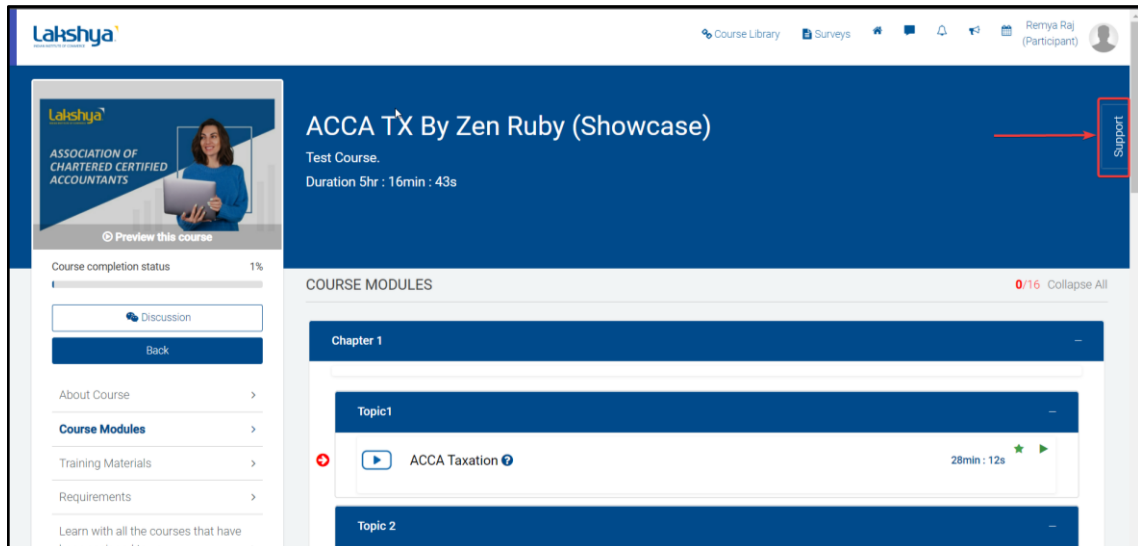 Lakshya
Course Library
Surveys
Remya Raj
(Participant)
Lakshya
ASSOCIATION OF
CHARTERED CERTIFIED
ACCOUNTANTS
Preview this course
ACCA TX By Zen Ruby (Showcase)
Test Course.
Duration 5hr : 16min : 43s
Support
Course completion status 1%
Discussion
Back
About Course
Course Modules
Training Materials
Requirements
Learn with all the courses that have
COURSE MODULES
0/16 Collapse All
Chapter 1
Topic1
ACCA Taxation
28min : 12s
Topic 2